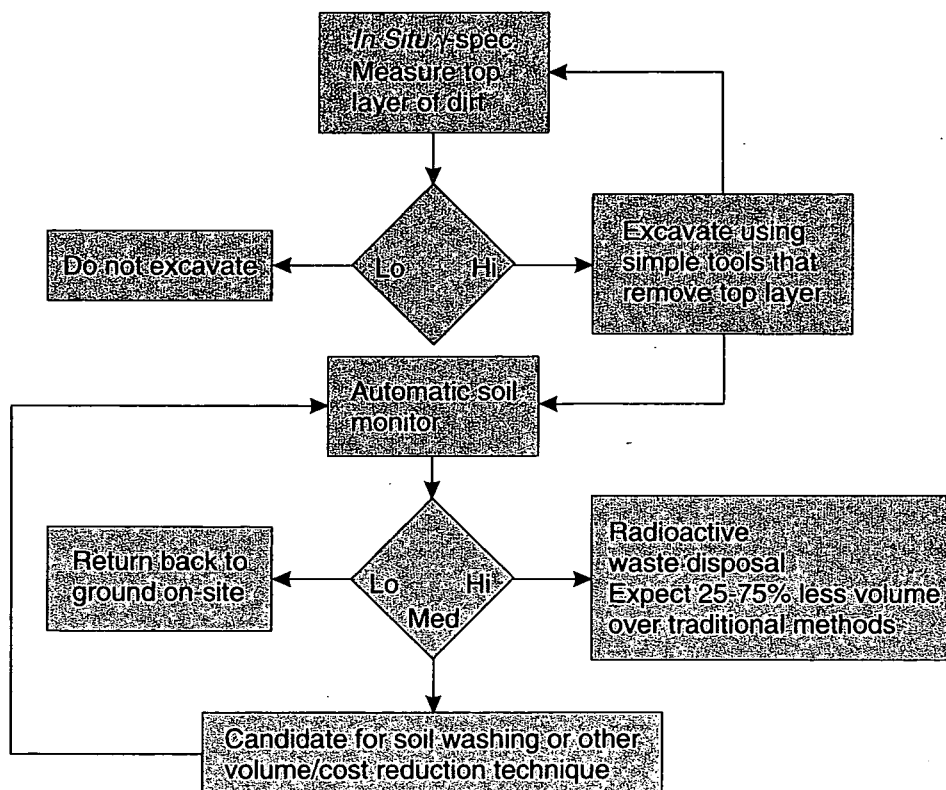 In Situ γ-spec.
Measure top
layer of dirt
Do not excavate
Lo
Hi
Excavate using
simple tools that
remove top layer
Automatic soil
monitor
Return back to
ground on-site
Lo
Hi
Med
Radioactive
waste disposal
Expect 25-75% less volume
over traditional methods
Candidate for soil washing or other
volume/cost reduction technique